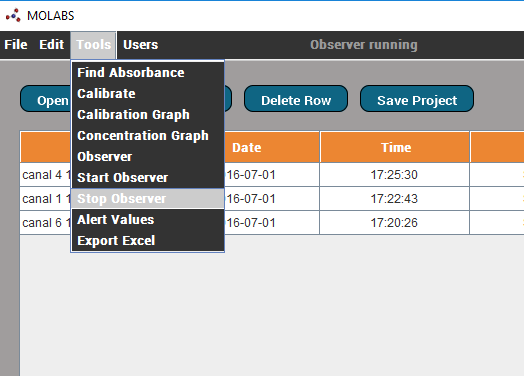 MOLABS
File Edit Tools Users Observer running
Find Absorbance
Calibrate
Calibration Graph
Concentration Graph
Observer
Start Observer
Stop Observer
Alert Values
Export Excel
Open Delete Row Save Project
Date Time
canal 4 1 16-07-01 17:25:30
canal 1 1 16-07-01 17:22:43
canal 6 1 16-07-01 17:20:26